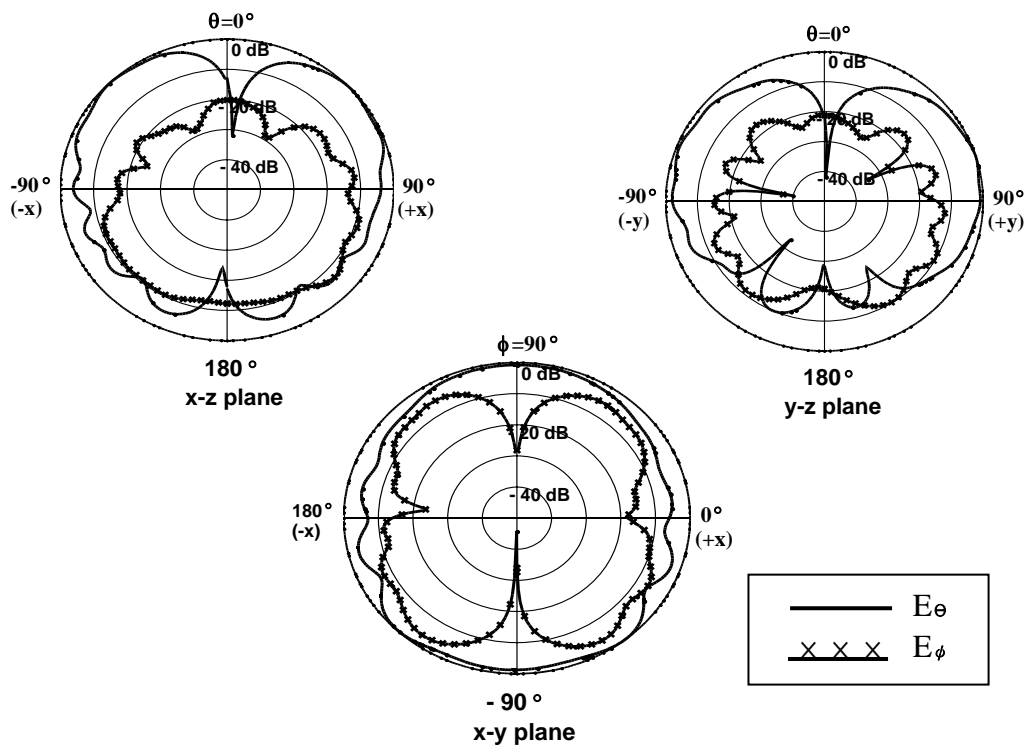 θ=0°
0 dB
- 20 dB
- 40 dB
-90°
(-x)
90°
(+x)
180°
x-z plane
θ=0°
0 dB
- 20 dB
- 40 dB
-90°
(-y)
90°
(+y)
180°
y-z plane
ϕ=90°
0 dB
20 dB
- 40 dB
180°
(-x)
0°
(+x)
- 90°
x-y plane
Eθ
Eϕ